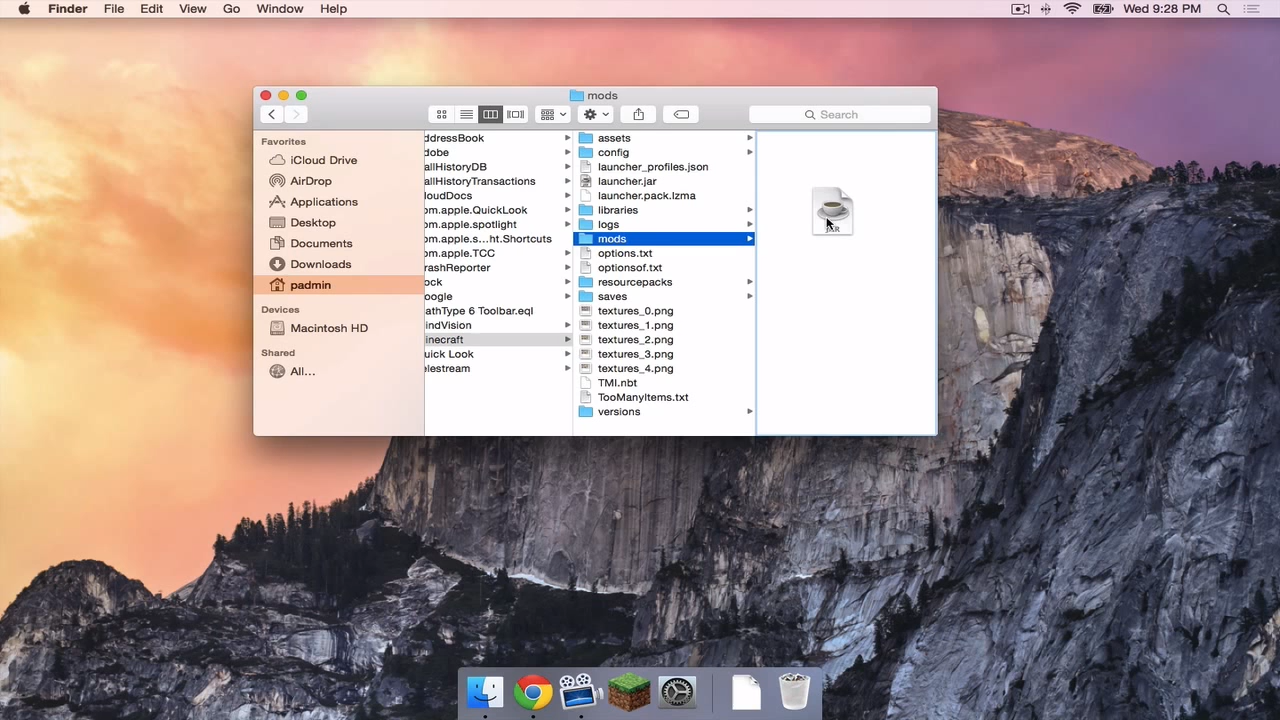 Finder File Edit View Go Window Help Wed 9:28 PM
mods
Search
Favorites
iCloud Drive
AirDrop
Applications
Desktop
Documents
Downloads
padmin
Devices
Macintosh HD
Shared
All...
ddressBook
dobe
allHistoryDB
allHistoryTransactions
loudDocs
om.apple.QuickLook
om.apple.spotlight
om.apple.s...ht.Shortcuts
om.apple.TCC
rashReporter
ock
oogle
athType 6 Toolbar.eql
indVision
inecraft
uick Look
elestream
assets
config
launcher_profiles.json
launcher.jar
launcher.pack.lzma
libraries
logs
mods
options.txt
optionsof.txt
resourcepacks
saves
textures_0.png
textures_1.png
textures_2.png
textures_3.png
textures_4.png
TMI.nbt
TooManyItems.txt
versions
JAR